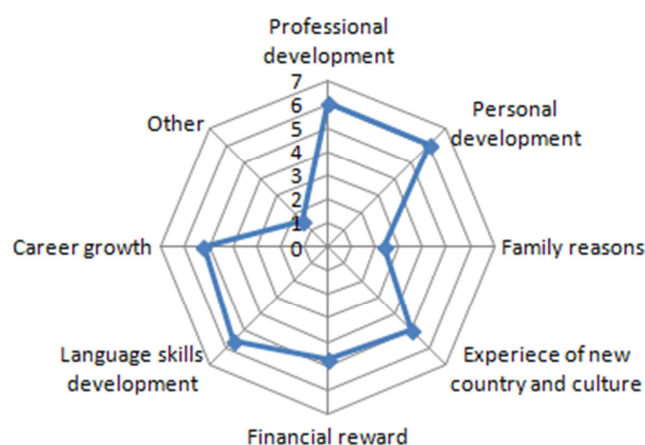 Professional
development
7
6
5
4
3
2
1
0
Personal
development
Family reasons
Experiece of new
country and culture
Financial reward
Language skills
development
Career growth
Other